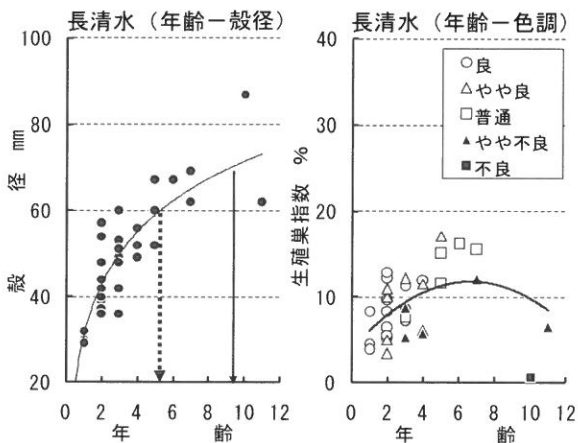 長清水（年齢－殻径）
100
80
60
40
20
殻 径 mm
0 2 4 6 8 10 12
年 齢
長清水（年齢－色調）
40
30
20
10
0
生殖巣指数 %
良
やや良
普通
やや不良
不良
0 2 4 6 8 10 12
年 齢